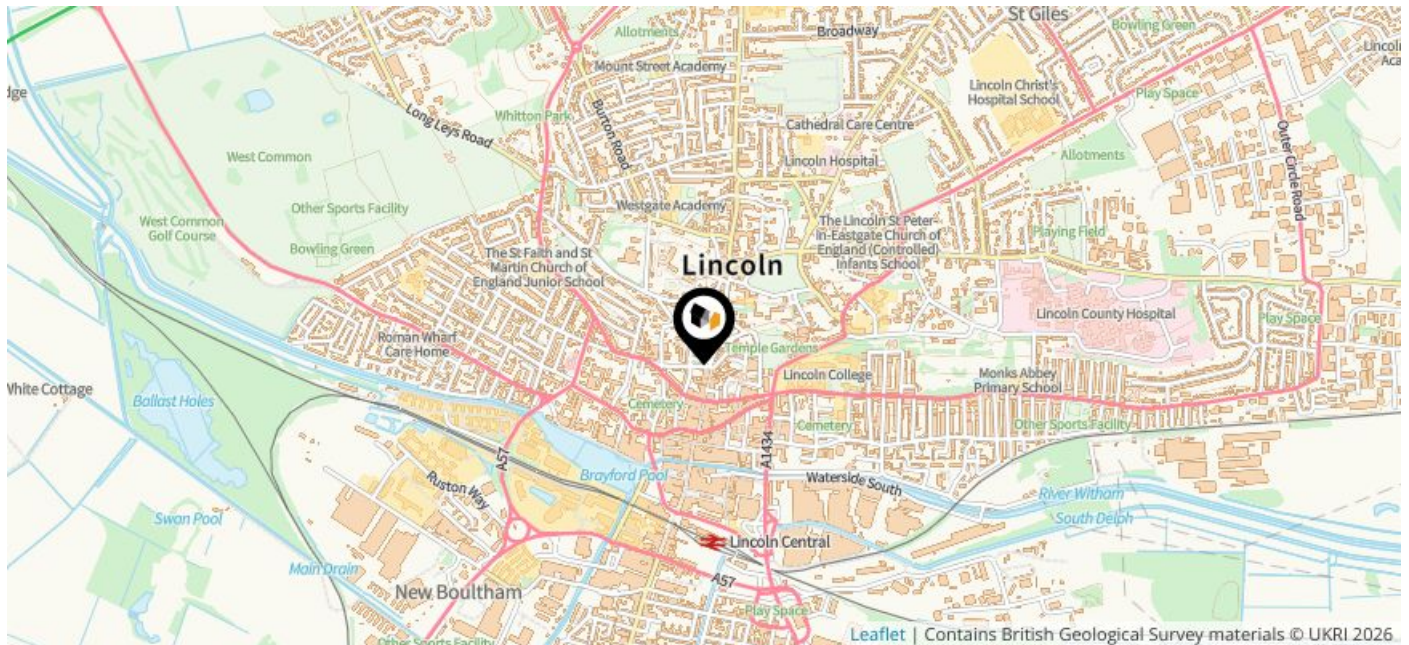 St Giles
Allotments
Broadway
Bowling Green
Mount Street Academy
Lincoln
Lincoln Christ's
Hospital School
dge
Play Space
Whitton Park
Burton Road
Long Leys Road
Cathedral Care Centre
Outer Circle Road
20
West Common
Lincoln Hospital
Allotments
Other Sports Facility
Westgate Academy
West Common
Golf Course
The Lincoln St Peter-
in-Eastgate Church of
England (Controlled)
Infants School
Playing Field
Bowling Green
The St Faith and St
Martin Church of
England Junior School
Lincoln
Lincoln County Hospital
Play Space
Roman Wharf
Care Home
Temple Gardens
40
White Cottage
Lincoln College
Monks Abbey
Primary School
Ballast Holes
Cemetery
Cemetery
Other Sports Facility
A57
A1434
Brayford Pool
Waterside South
Ruston Way
River Witham
Swan Pool
South Delph
Lincoln Central
Main Drain
A57
New Boultham
Play Space
Other Sports Facility
Leaflet | Contains British Geological Survey materials © UKRI 2026